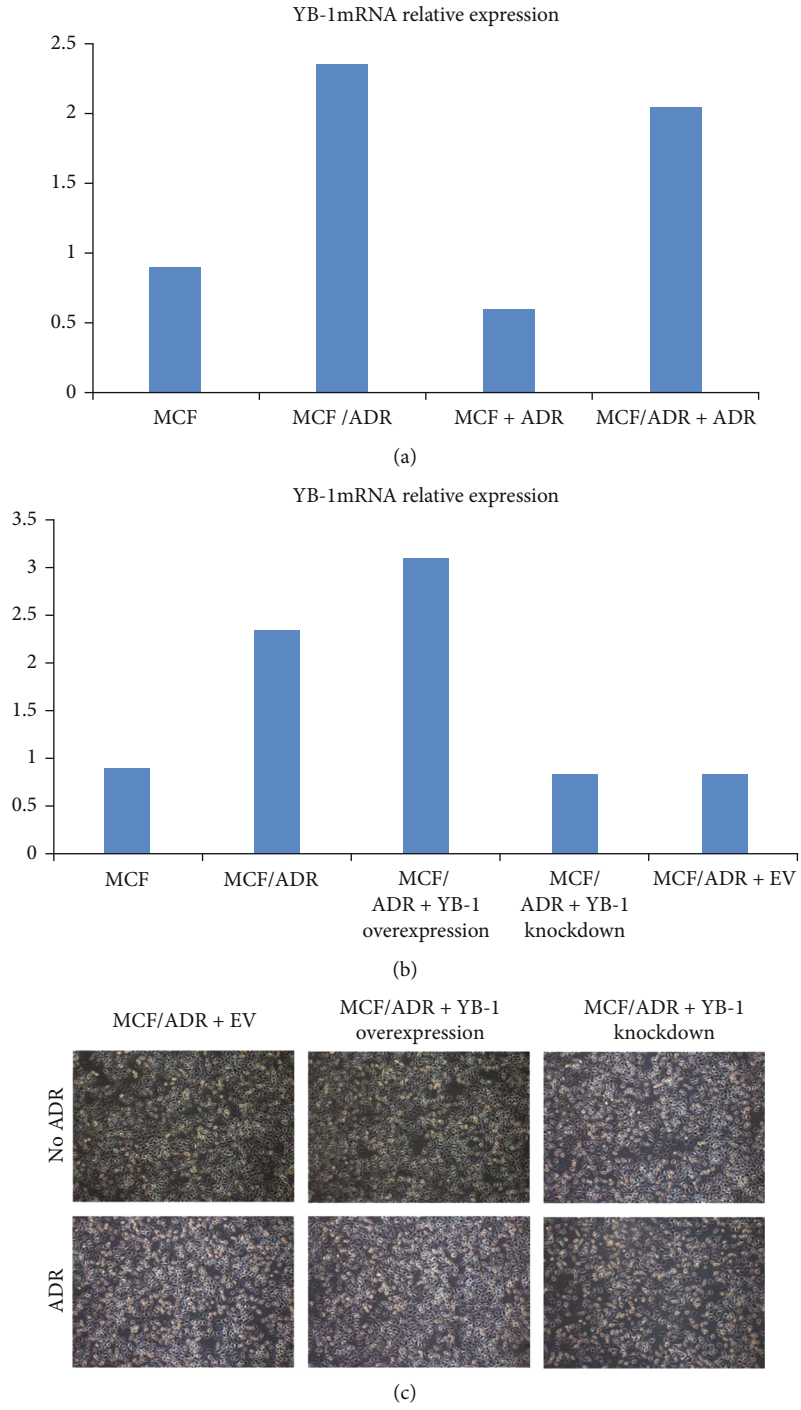 YB-1mRNA relative expression
2.5
2
1.5
1
0.5
0
MCF
MCF /ADR
MCF + ADR
MCF/ADR + ADR
(a)
YB-1mRNA relative expression
3.5
3
2.5
2
1.5
1
0.5
0
MCF
MCF/ADR
MCF/
ADR + YB-1
overexpression
MCF/
ADR + YB-1
knockdown
MCF/ADR + EV
(b)
MCF/ADR + EV
MCF/ADR + YB-1
overexpression
MCF/ADR + YB-1
knockdown
No ADR
ADR
(c)